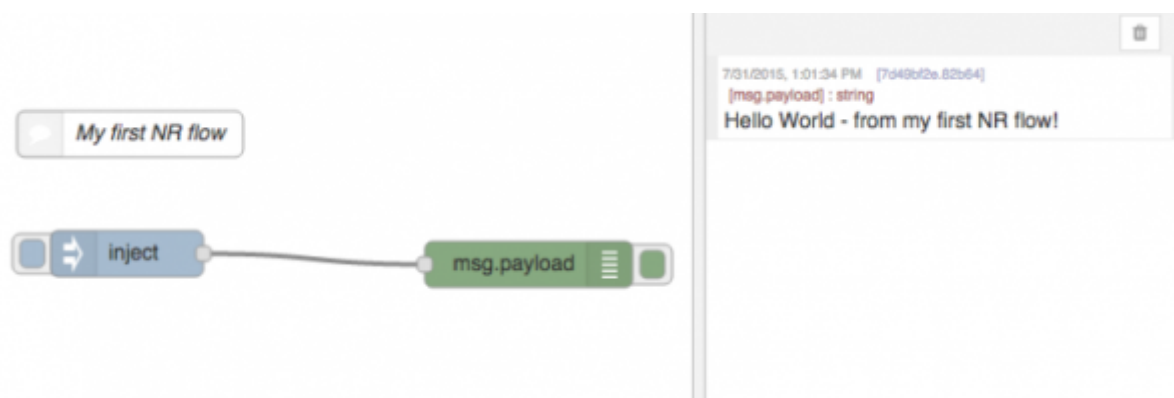 My first NR flow
inject
msg.payload
7/31/2015, 1:01:34 PM [7d49bf2e.82b64]
[msg.payload] : string
Hello World - from my first NR flow!